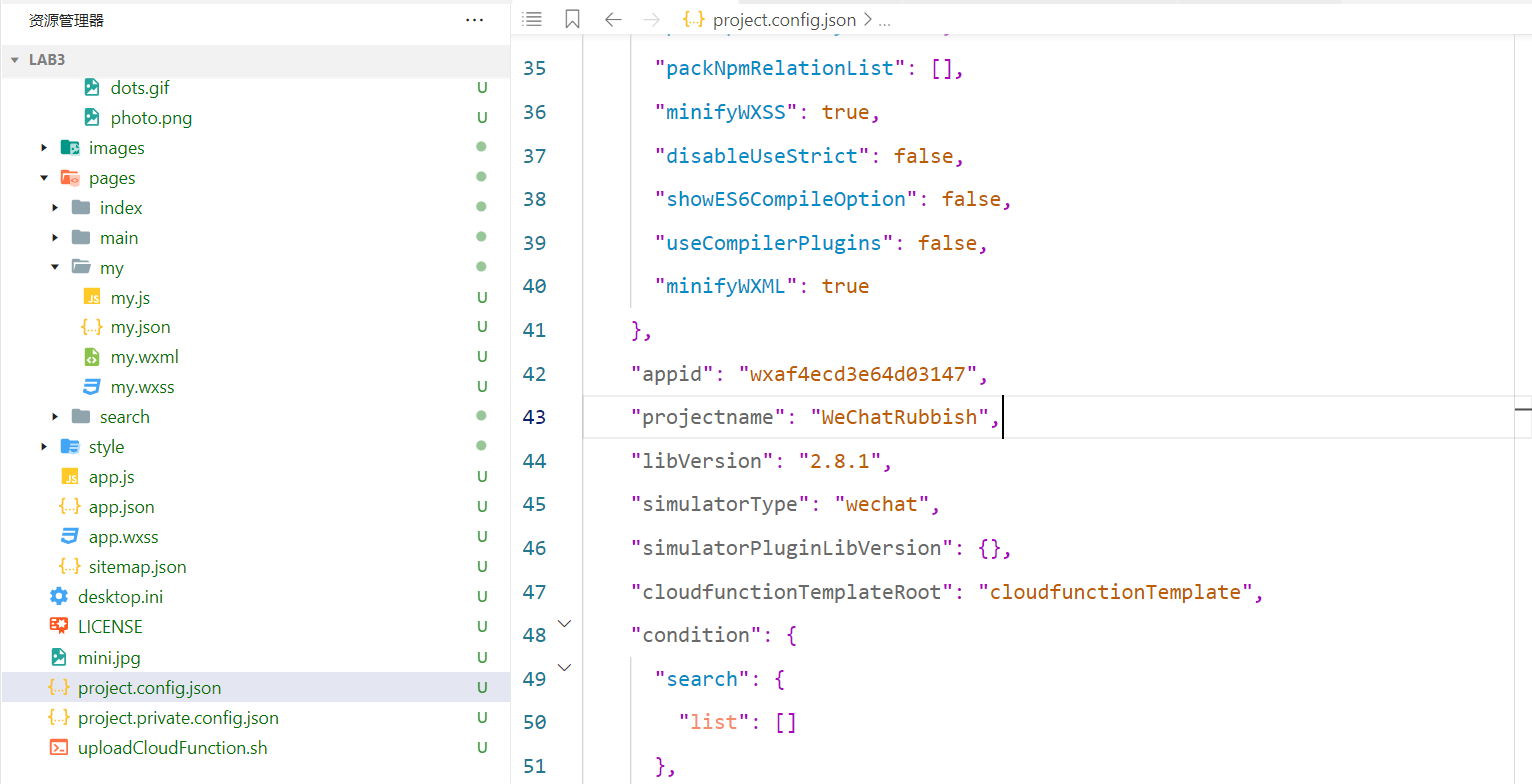 资源管理器
LAB3
dots.gif U
photo.png U
images
pages
index
main
my
my.js U
my.json U
my.wxml U
my.wxss U
search
style
app.js U
app.json U
app.wxss U
sitemap.json U
desktop.ini U
LICENSE U
mini.jpg U
project.config.json U
project.private.config.json U
uploadCloudFunction.sh U
project.config.json > ...
35 "packNpmRelationList": [],
36 "minifyWXSS": true,
37 "disableUseStrict": false,
38 "showES6CompileOption": false,
39 "useCompilerPlugins": false,
40 "minifyWXML": true
41 },
42 "appid": "wxaf4ecd3e64d03147",
43 "projectname": "WeChatRubbish",
44 "libVersion": "2.8.1",
45 "simulatorType": "wechat",
46 "simulatorPluginLibVersion": {},
47 "cloudfunctionTemplateRoot": "cloudfunctionTemplate",
48 "condition": {
49 "search": {
50 "list": []
51 },